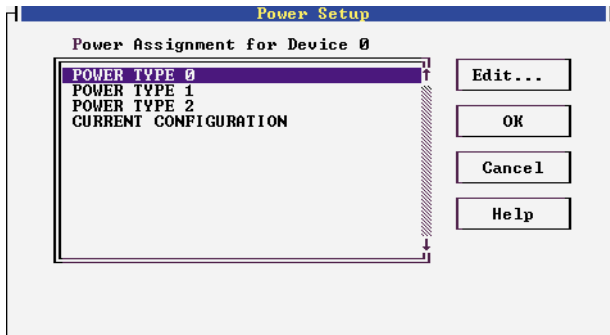 Power Setup
Power Assignment for Device 0
POWER TYPE 0
POWER TYPE 1
POWER TYPE 2
CURRENT CONFIGURATION
Edit...
OK
Cancel
Help